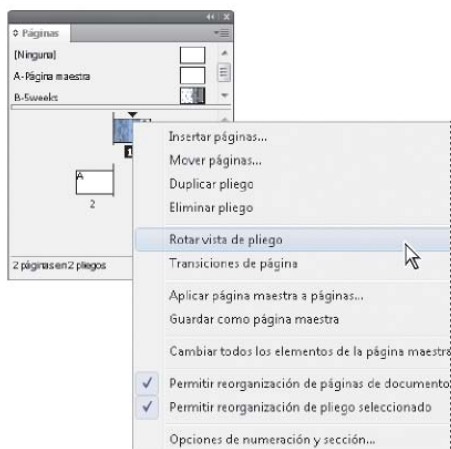 Páginas
[Ninguna]
A-Página maestra
B-5weeks
1
A
2
2 páginas en 2 pliegos
Insertar páginas...
Mover páginas...
Duplicar pliego
Eliminar pliego
Rotar vista de pliego
Transiciones de página
Aplicar página maestra a páginas...
Guardar como página maestra
Cambiar todos los elementos de la página maestra
Permitir reorganización de páginas de documento
Permitir reorganización de pliego seleccionado
Opciones de numeración y sección...